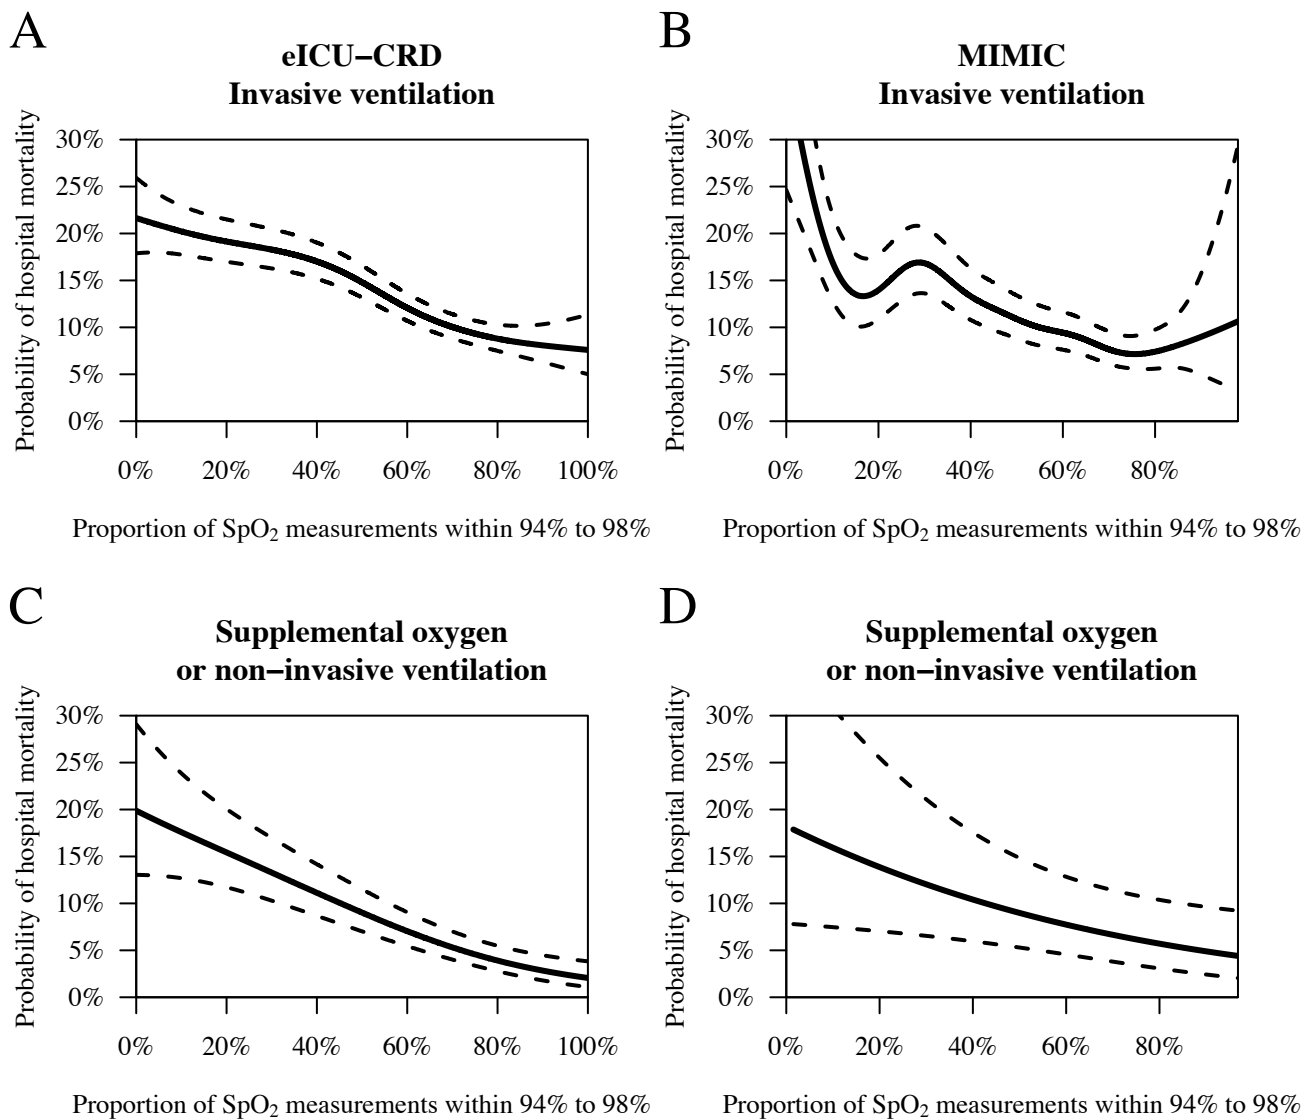 A
eICU−CRD
Invasive ventilation
Probability of hospital mortality
30%
25%
20%
15%
10%
5%
0%
0% 20% 40% 60% 80% 100%
Proportion of SpO₂ measurements within 94% to 98%
B
MIMIC
Invasive ventilation
Probability of hospital mortality
30%
25%
20%
15%
10%
5%
0%
0% 20% 40% 60% 80%
Proportion of SpO₂ measurements within 94% to 98%
C
Supplemental oxygen
or non−invasive ventilation
Probability of hospital mortality
30%
25%
20%
15%
10%
5%
0%
0% 20% 40% 60% 80% 100%
Proportion of SpO₂ measurements within 94% to 98%
D
Supplemental oxygen
or non−invasive ventilation
Probability of hospital mortality
30%
25%
20%
15%
10%
5%
0%
0% 20% 40% 60% 80%
Proportion of SpO₂ measurements within 94% to 98%